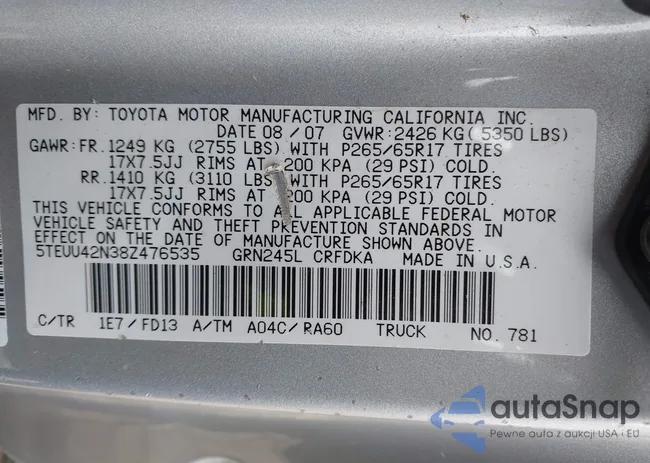 MFD. BY: TOYOTA MOTOR MANUFACTURING CALIFORNIA INC.
DATE 08/07 GVWR:2426 KG (5350 LBS)
GAWR: FR. 1249 KG (2755 LBS) WITH P265/65R17 TIRES
17X7.5JJ RIMS AT 200 KPA (29 PSI) COLD.
RR. 1410 KG (3110 LBS) WITH P265/65R17 TIRES
17X7.5JJ RIMS AT 200 KPA (29 PSI) COLD.
THIS VEHICLE CONFORMS TO ALL APPLICABLE FEDERAL MOTOR
VEHICLE SAFETY AND THEFT PREVENTION STANDARDS IN
EFFECT ON THE DATE OF MANUFACTURE SHOWN ABOVE.
5TEUU42N38Z476535 GRN245L CRFDKA MADE IN U.S.A.
C/TR 1E7/FD13 A/TM A04C/RA60 TRUCK NO. 781
autoSnap
Pewne auta z aukcji USA i EU